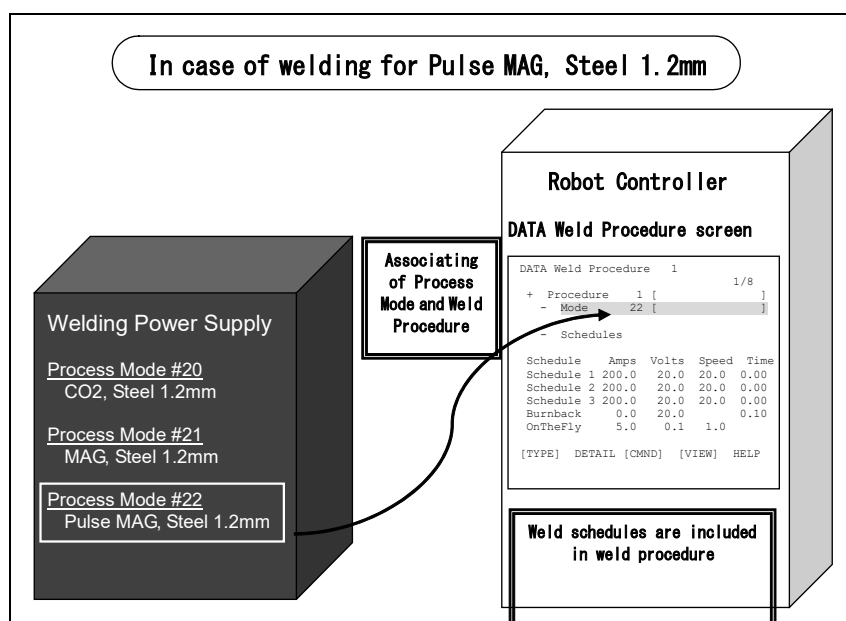 In case of welding for Pulse MAG, Steel 1.2mm
Welding Power Supply
Process Mode #20
CO2, Steel 1.2mm
Process Mode #21
MAG, Steel 1.2mm
Process Mode #22
Pulse MAG, Steel 1.2mm
Associating
of Process
Mode and Weld
Procedure
Robot Controller
DATA Weld Procedure screen
DATA Weld Procedure 1
1/8
+ Procedure 1 [ ]
- Mode 22 [ ]
- Schedules
Schedule Amps Volts Speed Time
Schedule 1 200.0 20.0 20.0 0.00
Schedule 2 200.0 20.0 20.0 0.00
Schedule 3 200.0 20.0 20.0 0.00
Burnback 0.0 20.0 0.10
OnTheFly 5.0 0.1 1.0
[TYPE] DETAIL [CMND] [VIEW] HELP
Weld schedules are included
in weld procedure